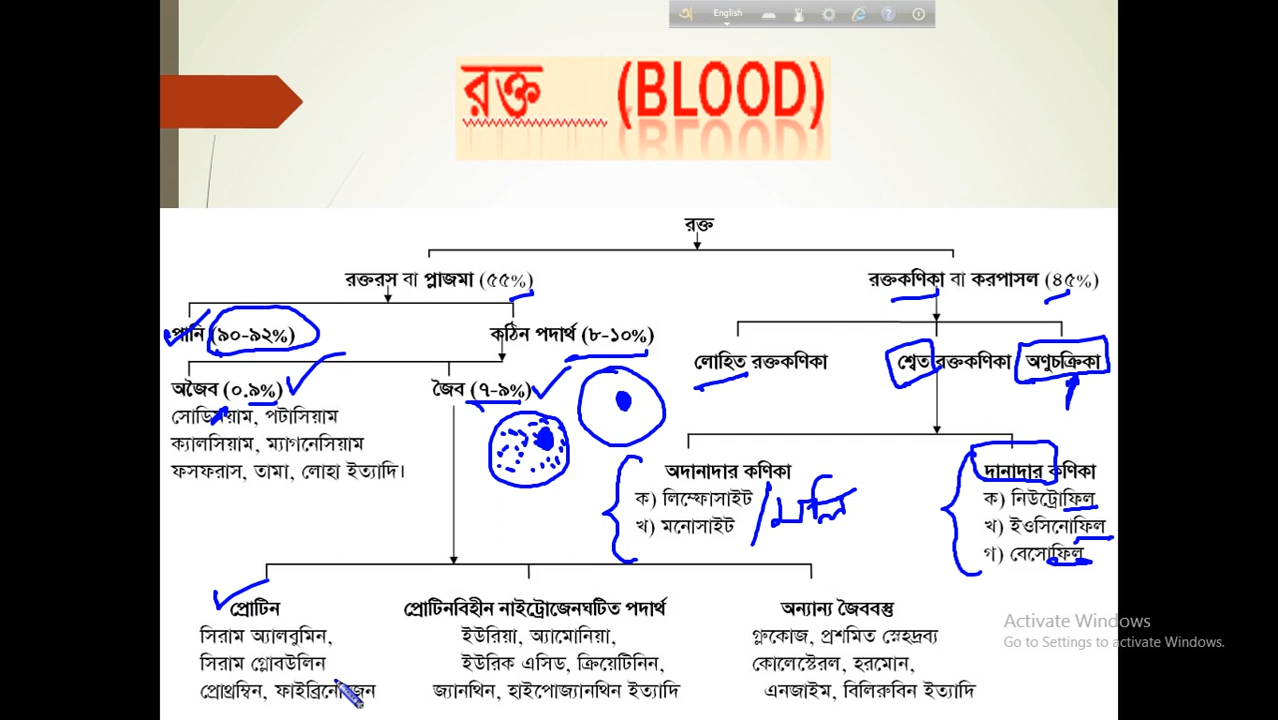 English
রক্ত (BLOOD)
রক্ত
রক্তরস বা প্লাজমা (৫৫%)
রক্তকণিকা বা করপাসল (৪৫%)
পানি (৯০-৯২%)
কঠিন পদার্থ (৮-১০%)
লোহিত রক্তকণিকা
শ্বেত রক্তকণিকা
অণুচক্রিকা
অজৈব (০.৯%)
সোডিয়াম, পটাসিয়াম
ক্যালসিয়াম, ম্যাগনেসিয়াম
ফসফরাস, তামা, লোহা ইত্যাদি।
জৈব (৭-৯%)
অদানাদার কণিকা
ক) লিম্ফোসাইট
খ) মনোসাইট
মলি
দানাদার কণিকা
ক) নিউট্রোফিল
খ) ইওসিনোফিল
গ) বেসোফিল
প্রোটিন
সিরাম অ্যালবুমিন,
সিরাম গ্লোবউলিন
প্রোথ্রম্বিন, ফাইব্রিনোজেন
প্রোটিনবিহীন নাইট্রোজেনঘটিত পদার্থ
ইউরিয়া, অ্যামোনিয়া,
ইউরিক এসিড, ক্রিয়েটিনিন,
জ্যানথিন, হাইপোজ্যানথিন ইত্যাদি
অন্যান্য জৈববস্তু
গ্লুকোজ, প্রশমিত স্নেহদ্রব্য
কোলেস্টেরল, হরমোন,
এনজাইম, বিলিরুবিন ইত্যাদি
Activate Windows
Go to Settings to activate Windows.